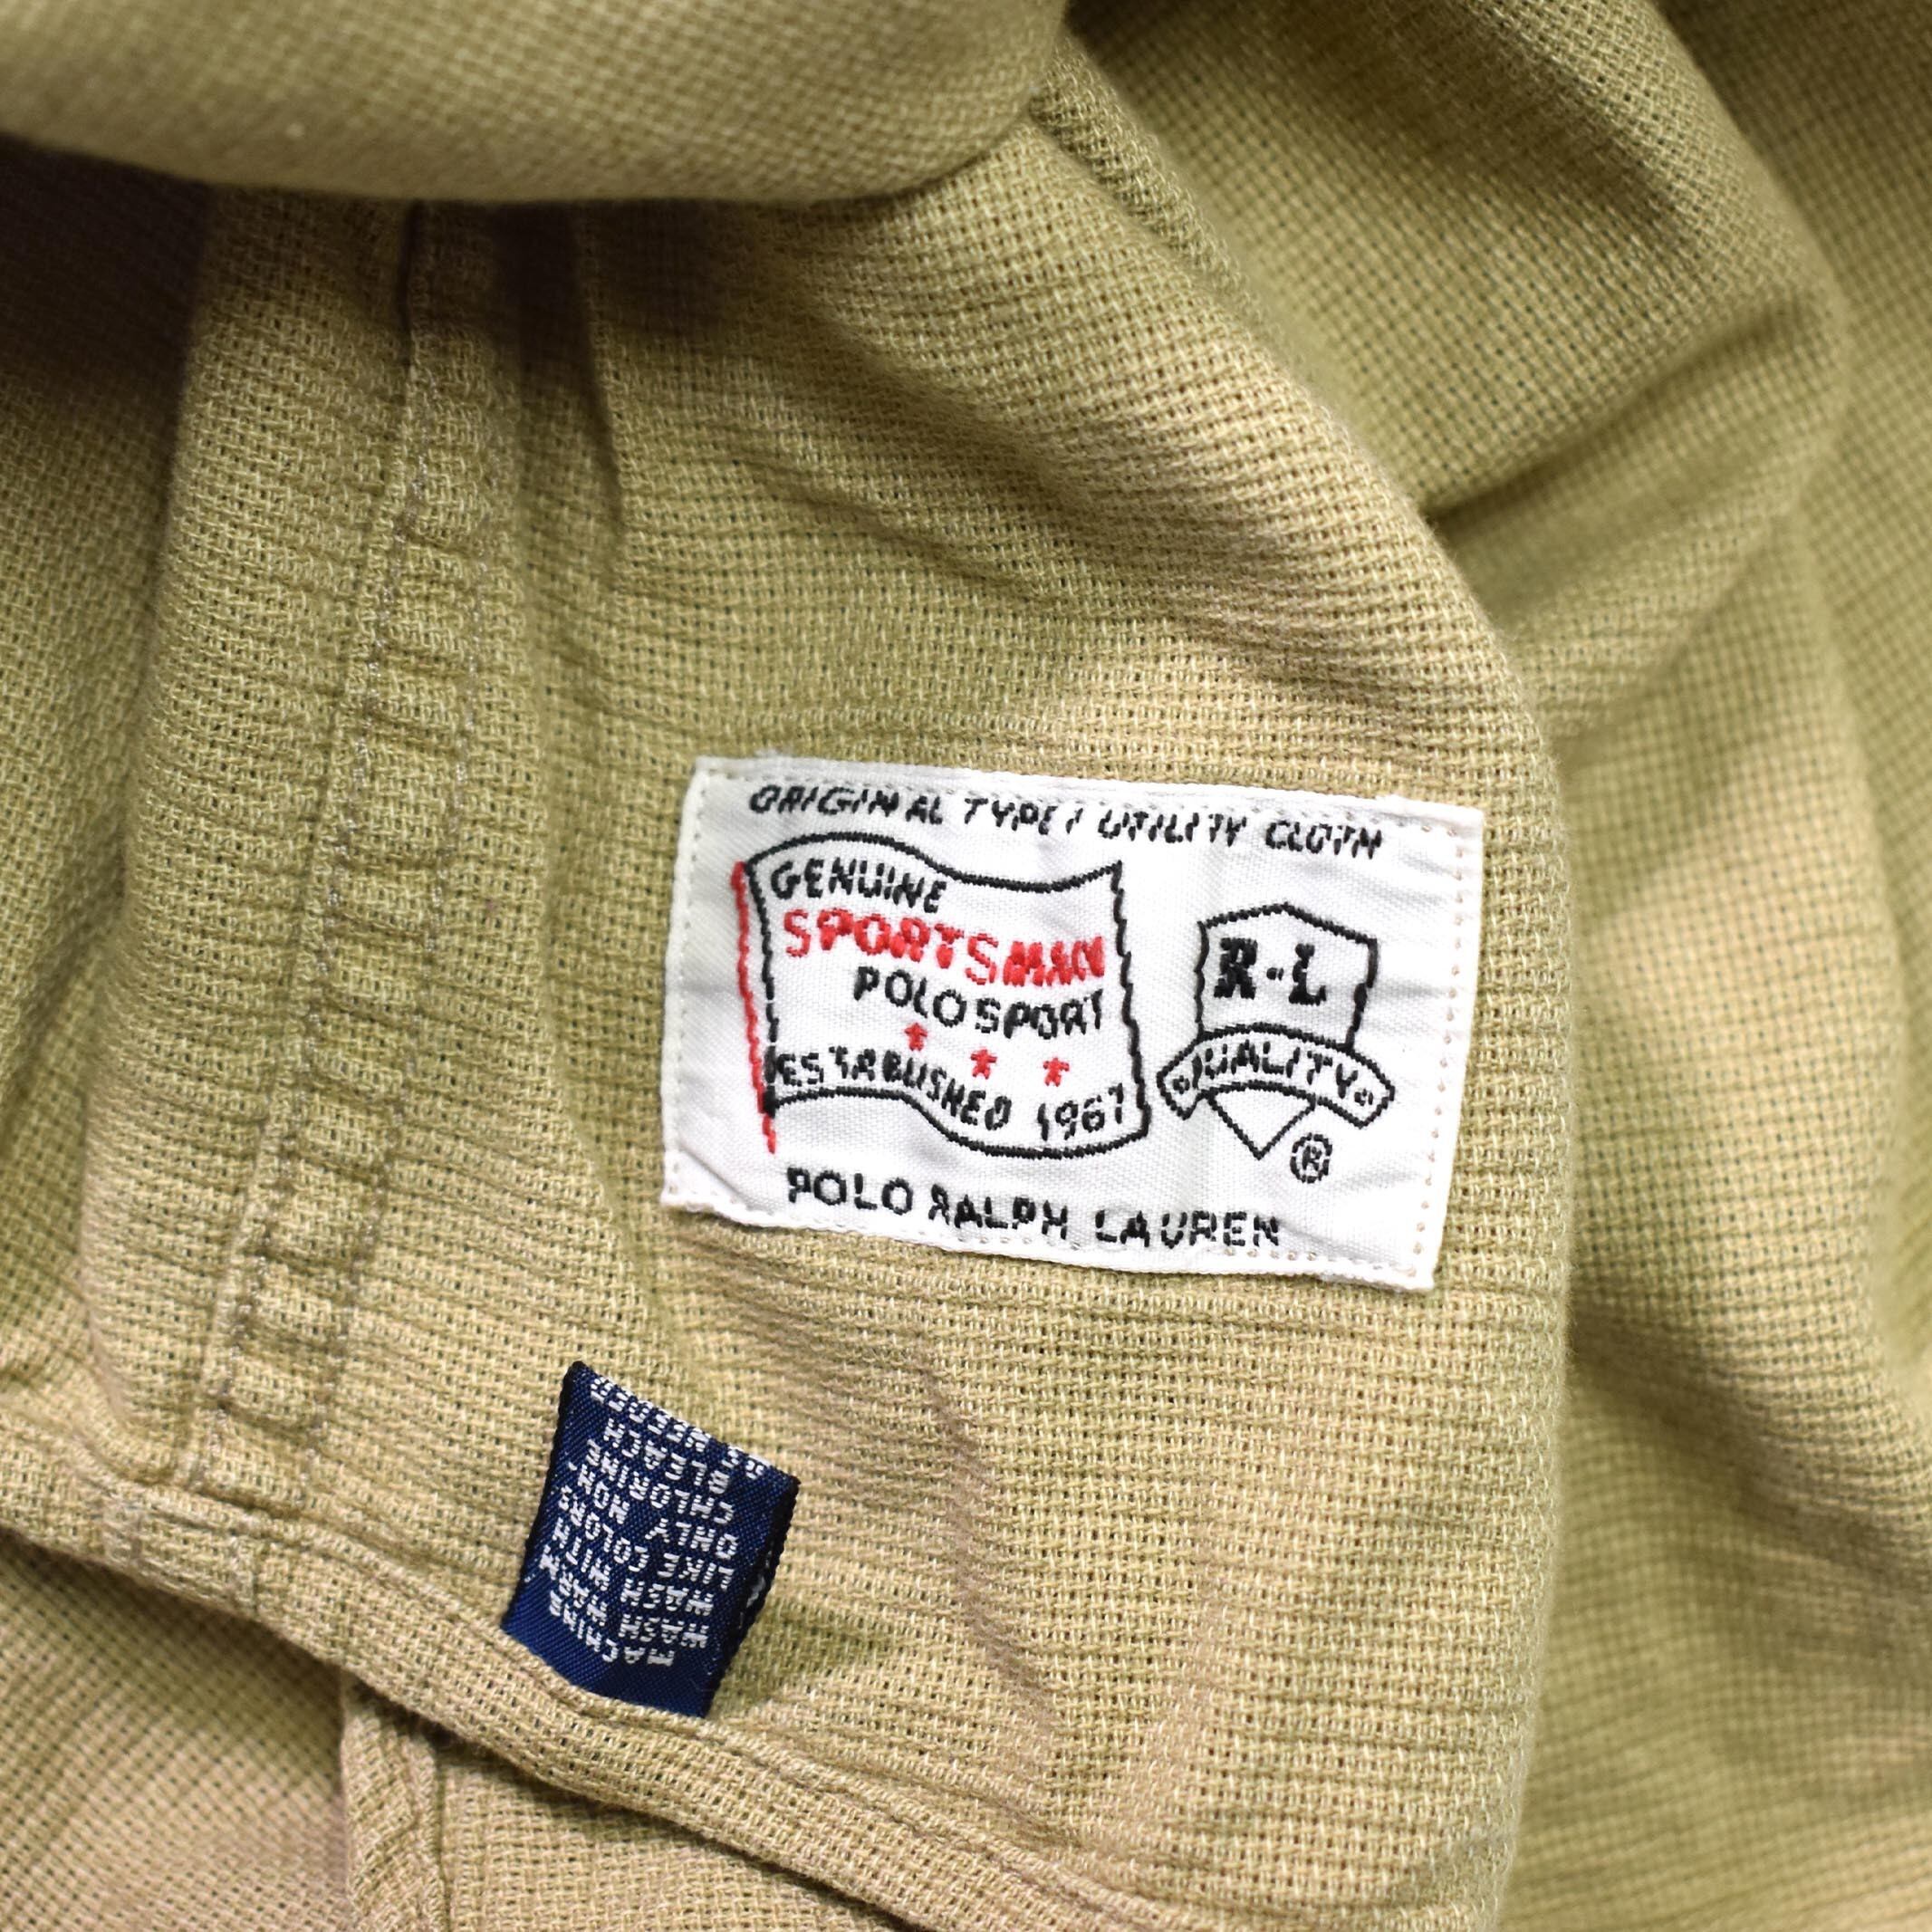 ORIGINAL TYPE I UTILITY CLOTH
GENUINE
SPORTSMAN
POLO SPORT
ESTABLISHED 1967
R-L
QUALITY
®
POLO RALPH LAUREN
MACHINE
WASH WARM
WASH WITH
LIKE COLORS
ONLY NON-
CHLORINE
BLEACH